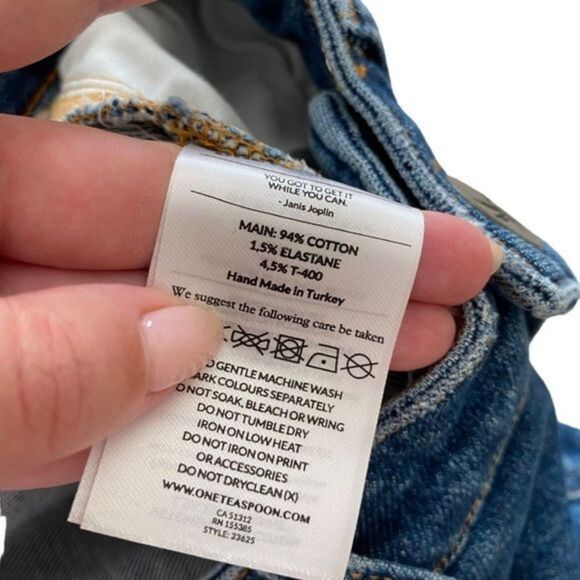 YOU GOT TO GET IT
WHILE YOU CAN.
- Janis Joplin
MAIN: 94% COTTON
1,5% ELASTANE
4,5% T-400
Hand Made in Turkey
We suggest the following care be taken
GENTLE MACHINE WASH
COLOURS SEPARATELY
NOT SOAK, BLEACH OR WRING
DO NOT TUMBLE DRY
IRON ON LOW HEAT
DO NOT IRON ON PRINT
OR ACCESSORIES
DO NOT DRYCLEAN (X)
WWW.ONETEASPOON.COM
CA 51312
RN 155385
STYLE: 23625